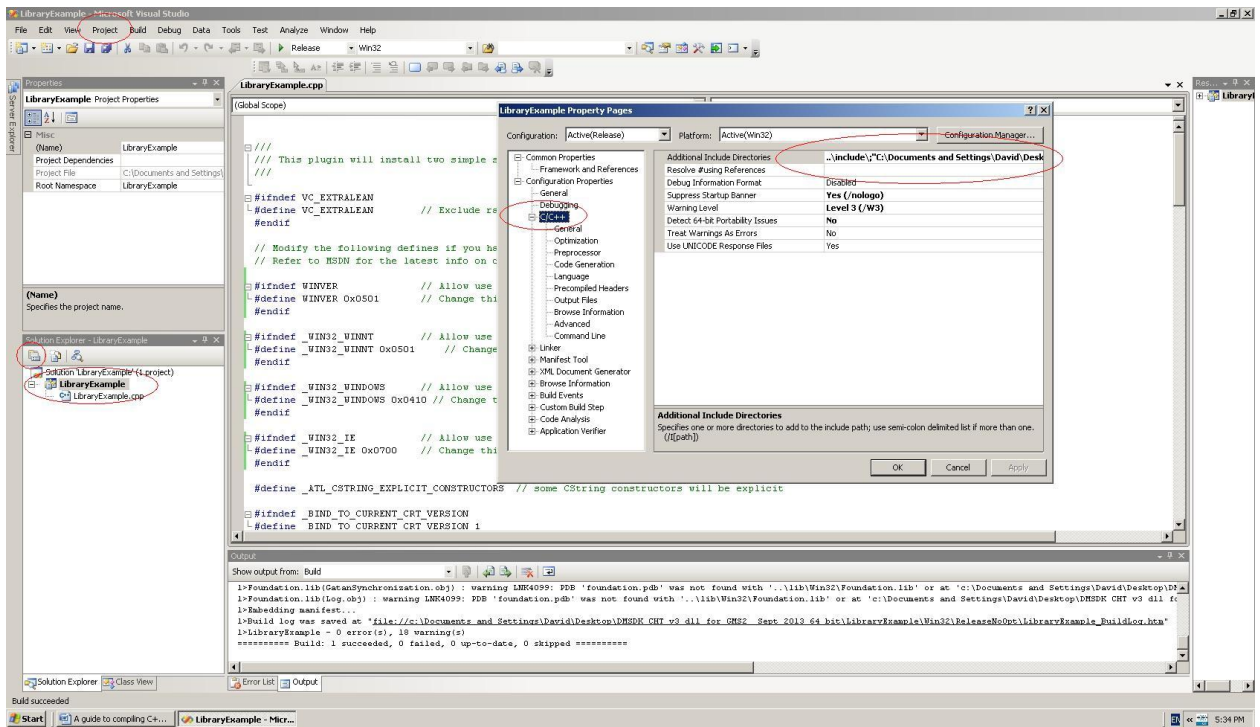 LibraryExample - Microsoft Visual Studio
File Edit View Project Build Debug Data Tools Test Analyze Window Help
Release Win32
Properties
LibraryExample Project Properties
Misc
(Name) LibraryExample
Project Dependencies
Project File C:\Documents and Settings\
Root Namespace LibraryExample
(Name)
Specifies the project name.
Server Explorer
Solution Explorer - LibraryExample
Solution 'LibraryExample' (1 project)
LibraryExample
LibraryExample.cpp
Solution Explorer Class View
LibraryExample.cpp
(Global Scope)
///
/// This plugin will install two simple s
///
#ifndef VC_EXTRALEAN
#define VC_EXTRALEAN // Exclude ra
#endif
// Modify the following defines if you ha
// Refer to MSDN for the latest info on c
#ifndef WINVER // Allow use
#define WINVER 0x0501 // Change thi
#endif
#ifndef _WIN32_WINNT // Allow use
#define _WIN32_WINNT 0x0501 // Change
#endif
#ifndef _WIN32_WINDOWS // Allow use
#define _WIN32_WINDOWS 0x0410 // Change t
#endif
#ifndef _WIN32_IE // Allow use
#define _WIN32_IE 0x0700 // Change thi
#endif
#define _ATL_CSTRING_EXPLICIT_CONSTRUCTORS // some CString constructors will be explicit
#ifndef _BIND_TO_CURRENT_CRT_VERSION
#define _BIND_TO_CURRENT_CRT_VERSION 1
LibraryExample Property Pages
Configuration: Active(Release) Platform: Active(Win32) Configuration Manager...
Common Properties
Framework and References
Configuration Properties
General
Debugging
C/C++
General
Optimization
Preprocessor
Code Generation
Language
Precompiled Headers
Output Files
Browse Information
Advanced
Command Line
Linker
Manifest Tool
XML Document Generator
Browse Information
Build Events
Custom Build Step
Code Analysis
Application Verifier
Additional Include Directories ..\include\;"C:\Documents and Settings\David\Desk
Resolve #using References
Debug Information Format Disabled
Suppress Startup Banner Yes (/nologo)
Warning Level Level 3 (/W3)
Detect 64-bit Portability Issues No
Treat Warnings As Errors No
Use UNICODE Response Files Yes
Additional Include Directories
Specifies one or more directories to add to the include path; use semi-colon delimited list if more than one.
(/I[path])
OK Cancel Apply
Res...
Library
Output
Show output from: Build
1>Foundation.lib(GatanSynchronization.obj) : warning LNK4099: PDB 'foundation.pdb' was not found with '..\lib\Win32\Foundation.lib' or at 'c:\Documents and Settings\David\Desktop\DM
1>Foundation.lib(Log.obj) : warning LNK4099: PDB 'foundation.pdb' was not found with '..\lib\Win32\Foundation.lib' or at 'c:\Documents and Settings\David\Desktop\DMSDK CHT v3 dll fo
1>Embedding manifest...
1>Build log was saved at "file://c:\Documents and Settings\David\Desktop\DMSDK CHT v3 dll for GMS2 Sept 2013 64 bit\LibraryExample\Win32\ReleaseNoOpt\LibraryExample_BuildLog.htm"
1>LibraryExample - 0 error(s), 18 warning(s)
========== Build: 1 succeeded, 0 failed, 0 up-to-date, 0 skipped ==========
Error List Output
Build succeeded
Start A guide to compiling C+... LibraryExample - Micr... 5:34 PM